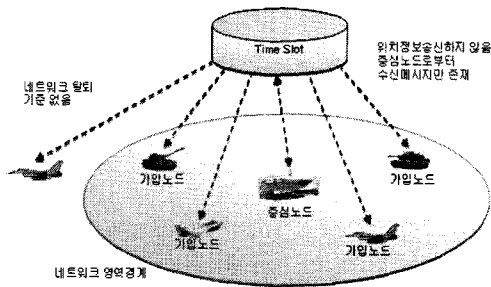 Time Slot
위치정보송신하지 않음
중심노드로부터
수신메시지만 존재
네트워크 탈퇴
기준 없음
가입노드
가입노드
중심노드
가입노드
가입노드
네트워크 영역경계